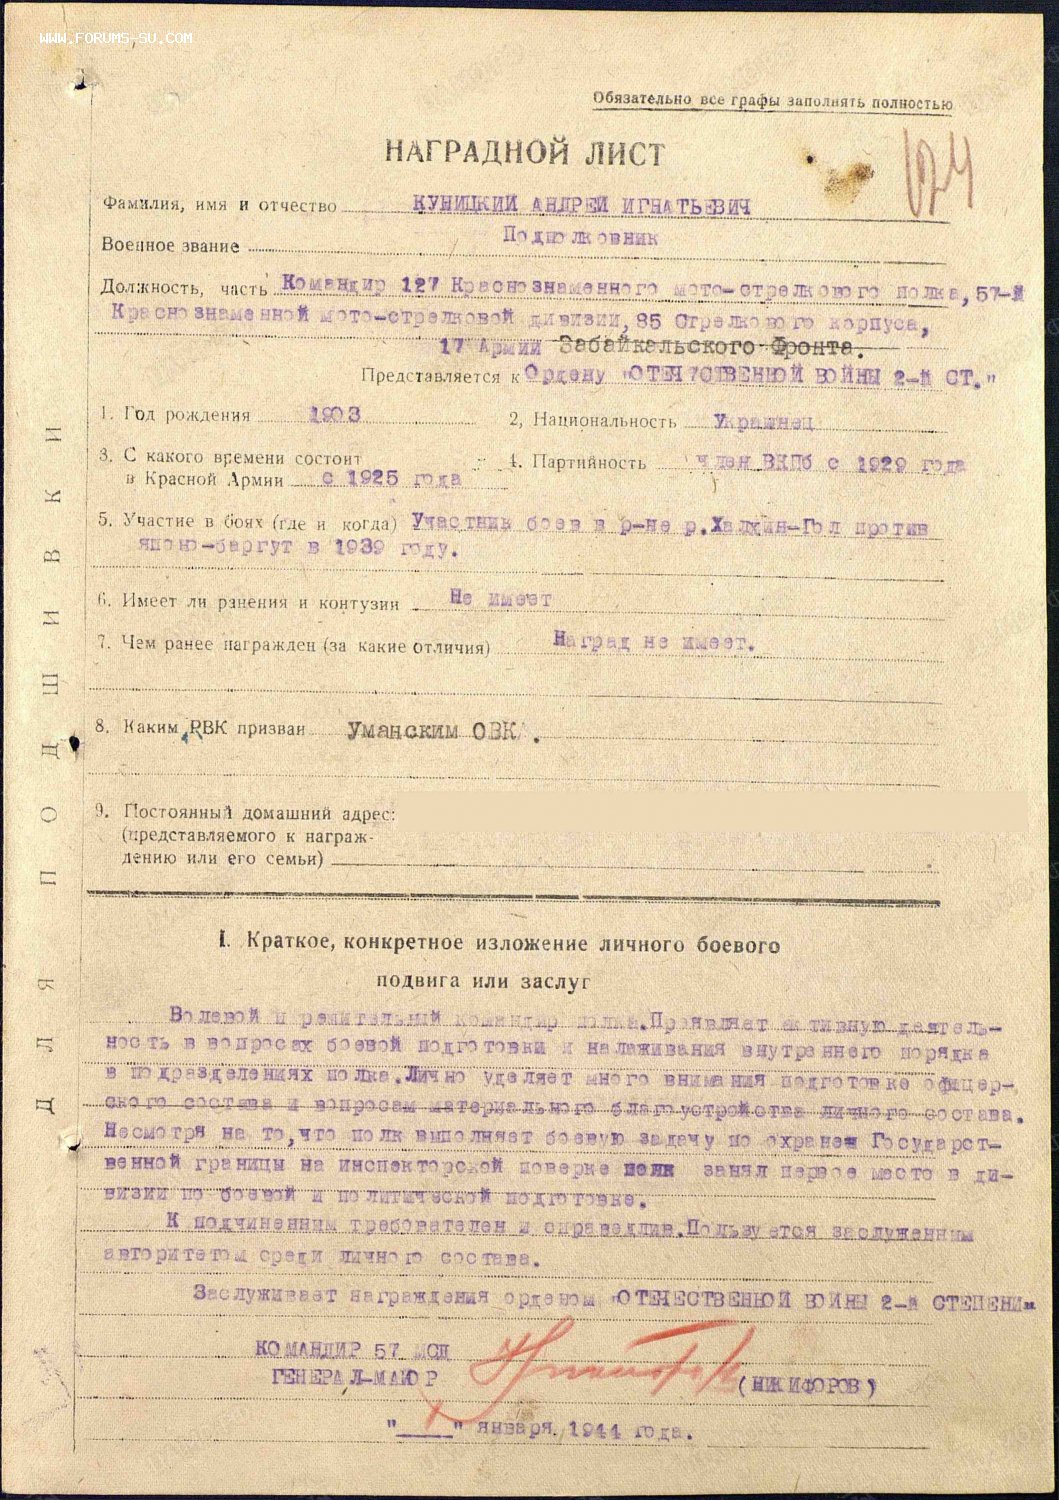 WWW.FORUMS-SU.COM
Обязательно все графы заполнять полностью
НАГРАДНОЙ ЛИСТ
Фамилия, имя и отчество КУНИЦКИЙ АНДРЕЙ ИГНАТЬЕВИЧ
Военное звание Подполковник
Должность, часть Командир 127 Краснознаменного мото-стрелкового полка, 57-й
Краснознаменной мото-стрелковой дивизии, 85 Стрелкового корпуса,
17 Армии Забайкальского Фронта.
Представляется к Ордену "ОТЕЧЕСТВЕННОЙ ВОЙНЫ 2-й СТ."
1. Год рождения 1903 2, Национальность Украинец
3. С какого времени состоит 4. Партийность член ВКПб с 1929 года
в Красной Армии с 1925 года
5. Участие в боях (где и когда) Участник боев в р-не р.Халхин-Гол против
японо-баргут в 1939 году.
6. Имеет ли ранения и контузии Не имеет
7. Чем ранее награжден (за какие отличия) Наград не имеет.
8. Каким РВК призван Уманским ОВК.
9. Постоянный домашний адрес:
(представляемого к награж-
дению или его семьи)
ДЛЯ ПОДШИВКИ
I. Краткое, конкретное изложение личного боевого
подвига или заслуг
Волевой и решительный командир полка.Проявляет активную деятель-
ность в вопросах боевой подготовки и налаживания внутреннего порядка
в подразделениях полка.Лично уделяет много внимания подготовке офицер-
ского состава и вопросам материального благоустройства личного состава.
Несмотря на то,что полк выполняет боевую задачу по охране Государст-
венной границы на инспекторской поверке полк занял первое место в ди-
визии по боевой и политической подготовке.
К подчиненным требователен и справедлив.Пользуется заслуженным
авторитетом среди личного состава.
Заслуживает награждения орденом "ОТЕЧЕСТВЕННОЙ ВОЙНЫ 2-й СТЕПЕНИ"
КОМАНДИР 57 МСД
ГЕНЕРАЛ-МАЙОР (НИКИФОРОВ)
"____" января 1944 года.